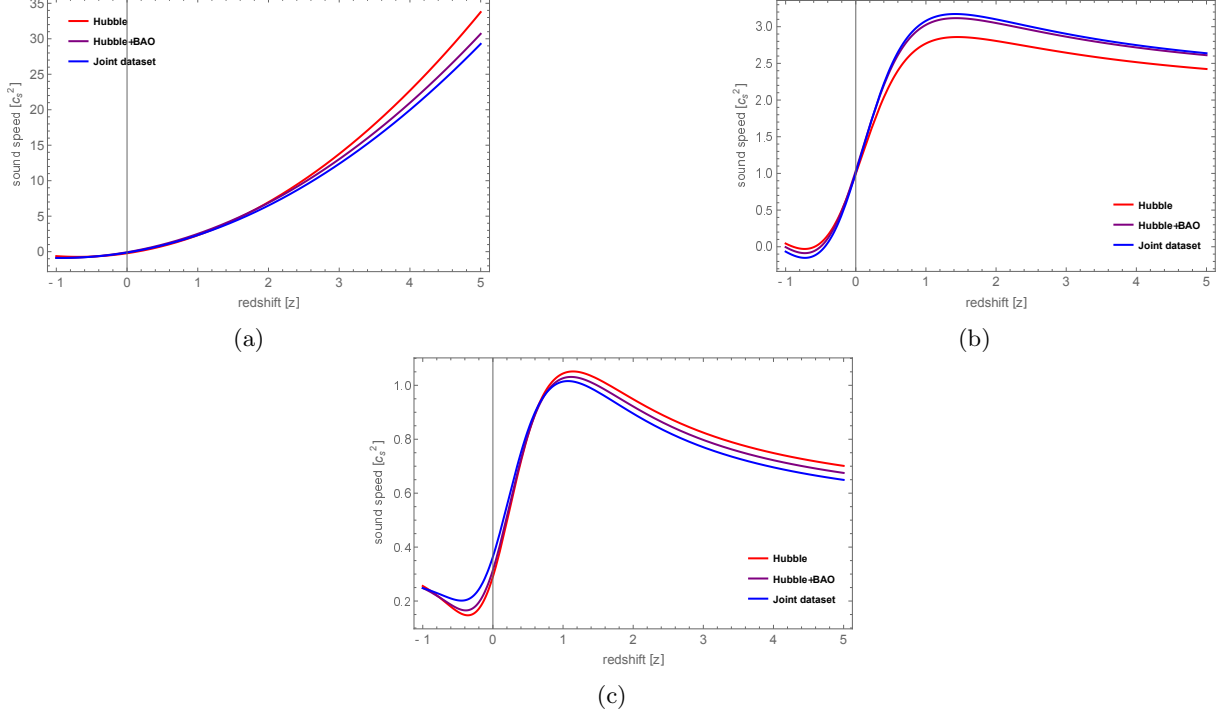 35
30
25
20
15
10
5
0
sound speed [c_s^2]
Hubble
Hubble+BAO
Joint dataset
-1 0 1 2 3 4 5
redshift [z]
(a)
3.0
2.5
2.0
1.5
1.0
0.5
0.0
sound speed [c_s^2]
Hubble
Hubble+BAO
Joint dataset
-1 0 1 2 3 4 5
redshift [z]
(b)
1.0
0.8
0.6
0.4
0.2
sound speed [c_s^2]
Hubble
Hubble+BAO
Joint dataset
-1 0 1 2 3 4 5
redshift [z]
(c)